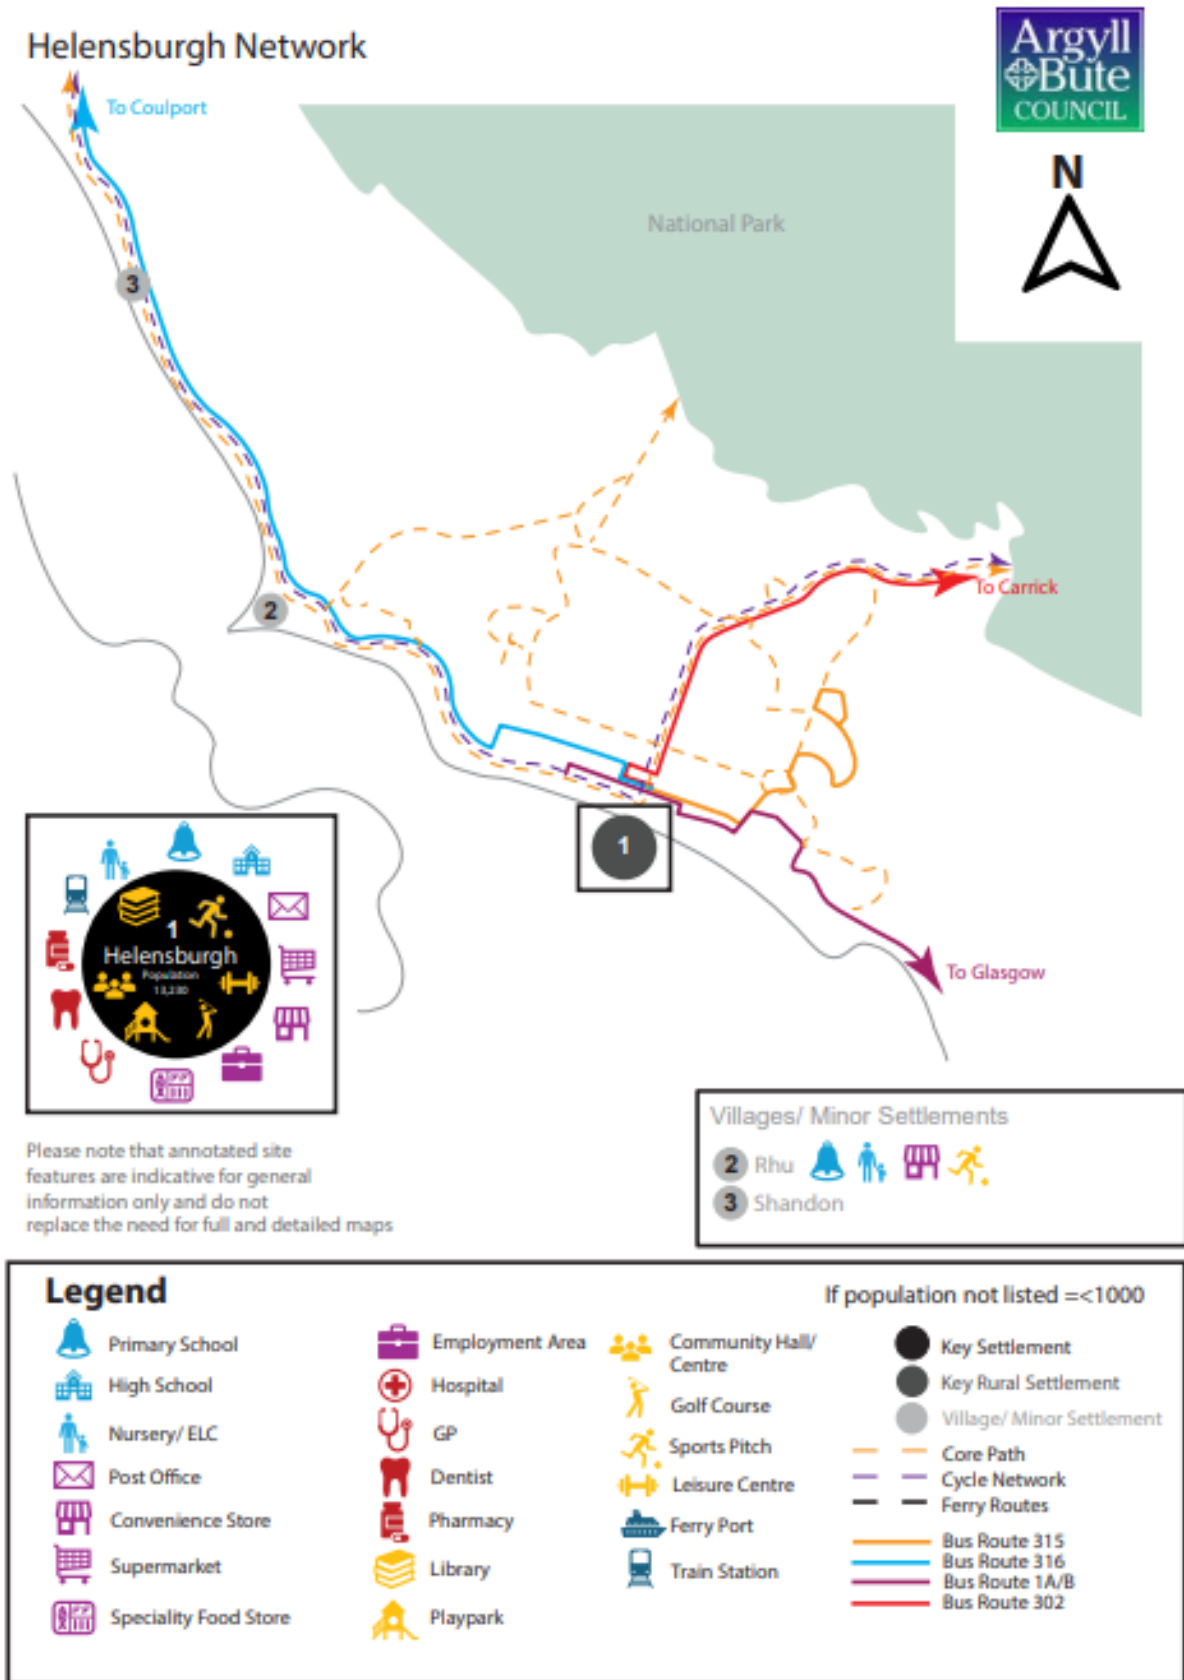 Helensburgh Network
Argyll
Bute
COUNCIL
To Coulport
N
National Park
3
2
To Carrick
1
1
Helensburgh
Population
13,230
To Glasgow
Please note that annotated site
features are indicative for general
information only and do not
replace the need for full and detailed maps
Villages/ Minor Settlements
2 Rhu
3 Shandon
Legend
If population not listed =<1000
Primary School
High School
Nursery/ ELC
Post Office
Convenience Store
Supermarket
Speciality Food Store
Employment Area
Hospital
GP
Dentist
Pharmacy
Library
Playpark
Community Hall/
Centre
Golf Course
Sports Pitch
Leisure Centre
Ferry Port
Train Station
Key Settlement
Key Rural Settlement
Village/ Minor Settlement
Core Path
Cycle Network
Ferry Routes
Bus Route 315
Bus Route 316
Bus Route 1A/B
Bus Route 302